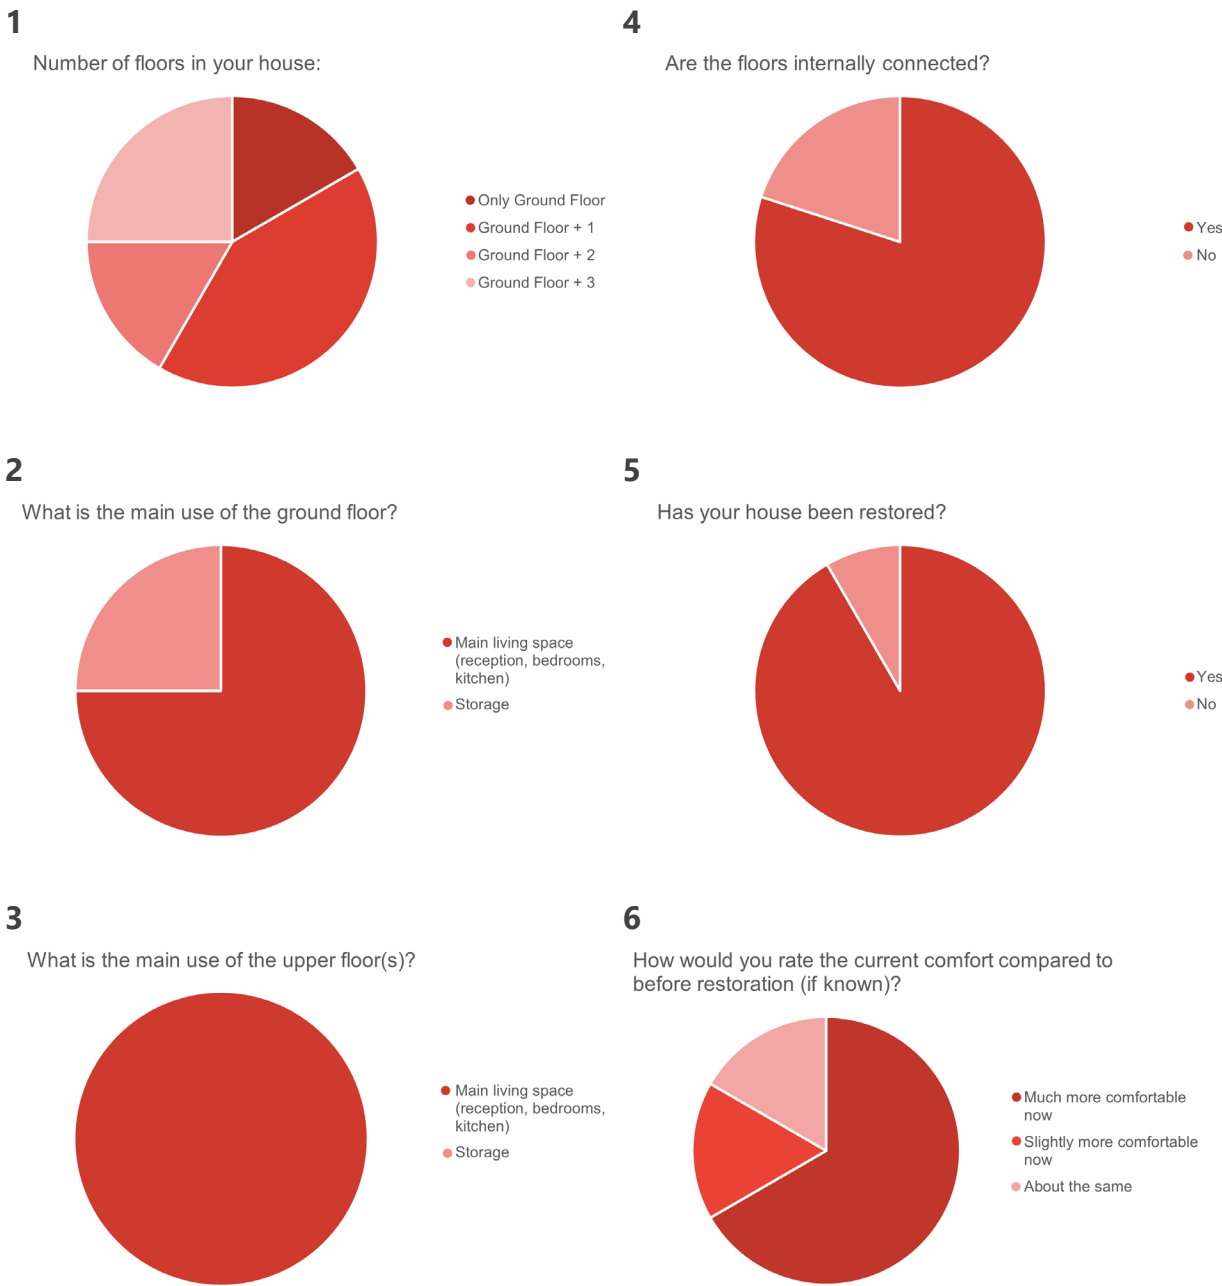 1
Number of floors in your house:
Only Ground Floor
Ground Floor + 1
Ground Floor + 2
Ground Floor + 3
2
What is the main use of the ground floor?
Main living space
(reception, bedrooms,
kitchen)
Storage
3
What is the main use of the upper floor(s)?
Main living space
(reception, bedrooms,
kitchen)
Storage
4
Are the floors internally connected?
Yes
No
5
Has your house been restored?
Yes
No
6
How would you rate the current comfort compared to
before restoration (if known)?
Much more comfortable
now
Slightly more comfortable
now
About the same